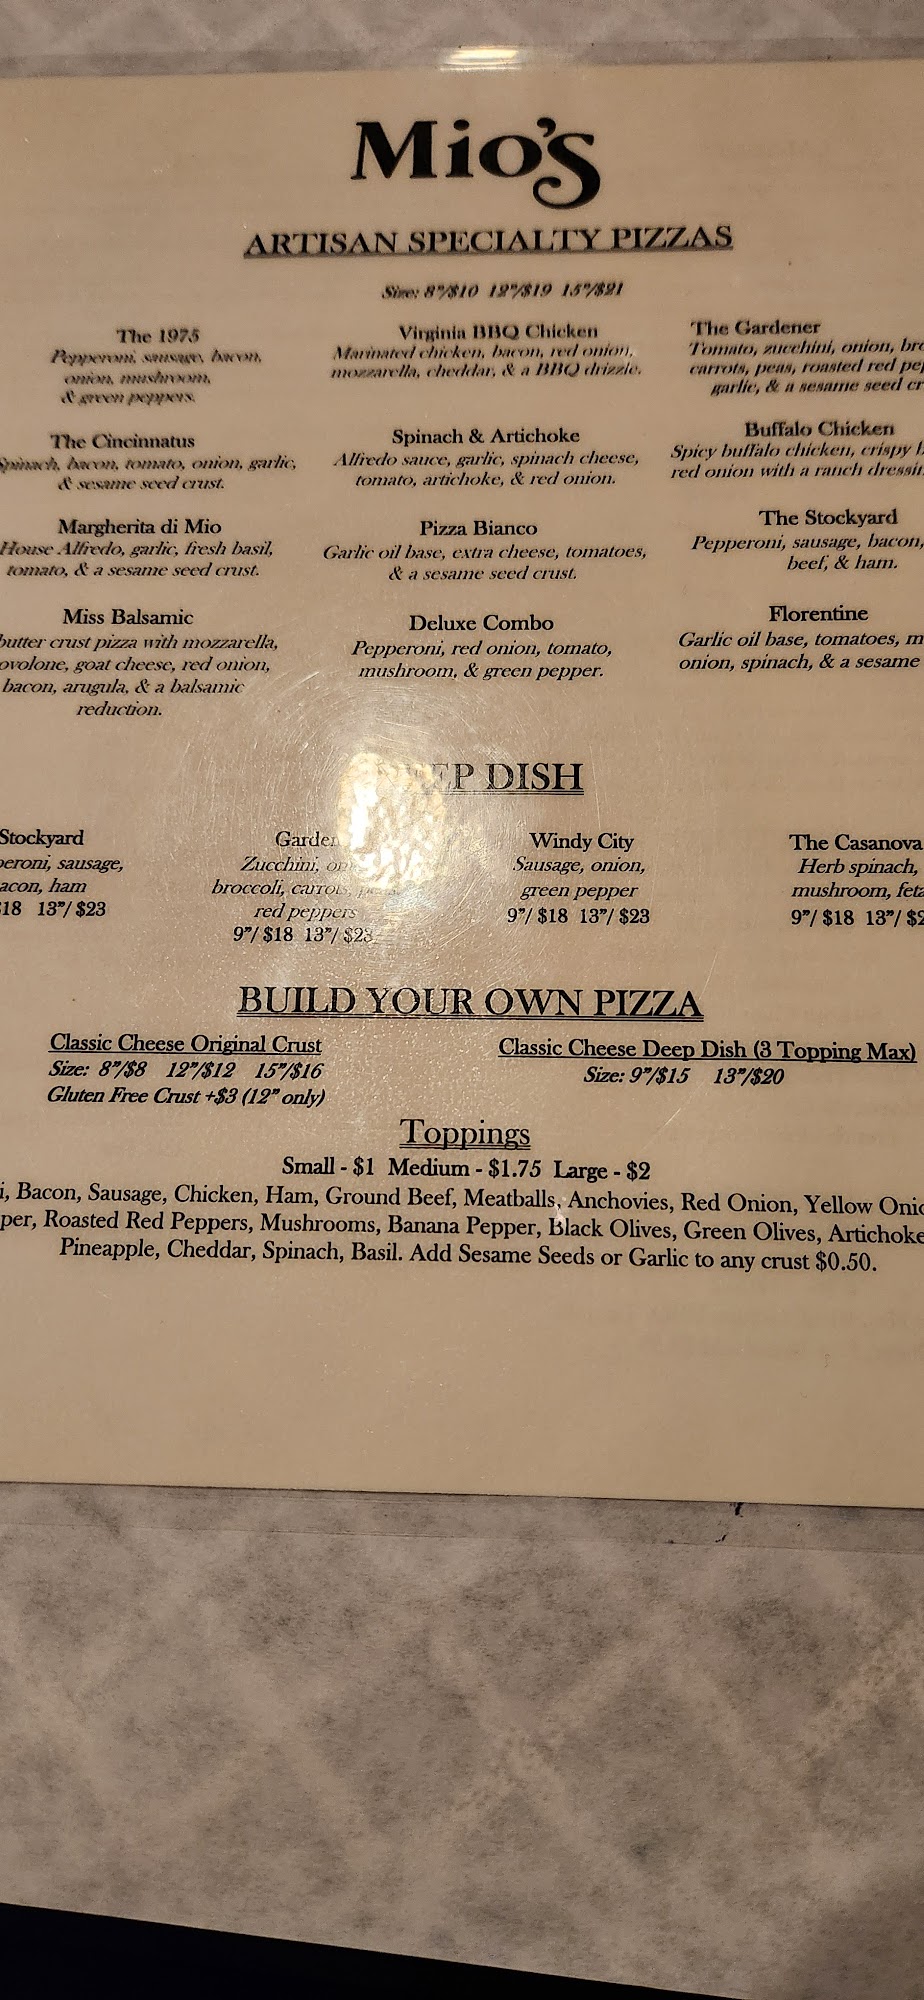 Mio's
ARTISAN SPECIALTY PIZZAS
Size: 8"/$10 12"/$19 15"/$21
The 1975
Pepperoni, sausage, bacon,
onion, mushroom,
& green peppers.
Virginia BBQ Chicken
Marinated chicken, bacon, red onion,
mozzarella, cheddar, & a BBQ drizzle.
The Gardener
Tomato, zucchini, onion,
carrots, peas, roasted red
garlic, & a sesame seed
The Cincinnatus
Spinach, bacon, tomato, onion, garlic,
& sesame seed crust.
Spinach & Artichoke
Alfredo sauce, garlic, spinach cheese,
tomato, artichoke, & red onion.
Buffalo Chicken
Spicy buffalo chicken, crispy
red onion with a ranch
Margherita di Mio
House Alfredo, garlic, fresh basil,
tomato, & a sesame seed crust.
Pizza Bianco
Garlic oil base, extra cheese, tomatoes,
& a sesame seed crust.
The Stockyard
Pepperoni, sausage, bacon,
beef, & ham.
Miss Balsamic
butter crust pizza with mozzarella,
goat cheese, red onion,
bacon, arugula, & a balsamic
reduction.
Deluxe Combo
Pepperoni, red onion, tomato,
mushroom, & green pepper.
Florentine
Garlic oil base, tomatoes,
onion, spinach, & a sesame
DISH
Stockyard
sausage,
ham
13"/ $23
Zucchini,
broccoli, carrots,
red peppers
9"/ $18 13"/ $23
Windy City
Sausage, onion,
green pepper
9"/ $18 13"/ $23
The Casanova
Herb spinach,
mushroom,
9"/ $18 13"/
BUILD YOUR OWN PIZZA
Classic Cheese Original Crust
Size: 8"/$8 12"/$12 15"/$16
Gluten Free Crust +$3 (12" only)
Classic Cheese Deep Dish (3 Topping Max)
Size: 9"/$15 13"/$20
Toppings
Small - $1 Medium - $1.75 Large - $2
Bacon, Sausage, Chicken, Ham, Ground Beef, Meatballs, Anchovies, Red Onion, Yellow
Roasted Red Peppers, Mushrooms, Banana Pepper, Black Olives, Green Olives, Artichoke
Pineapple, Cheddar, Spinach, Basil. Add Sesame Seeds or Garlic to any crust $0.50.